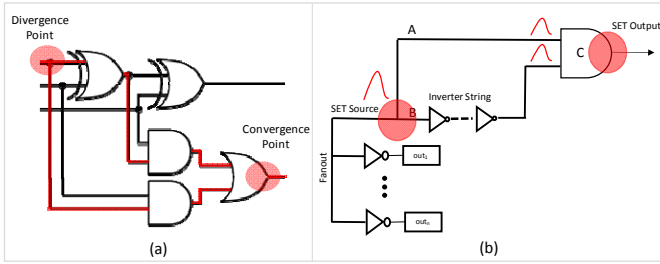 Divergence
Point
Convergence
Point
(a)
A
SET Output
C
SET Source
B
Inverter String
Fanout
out₁
outₙ
(b)